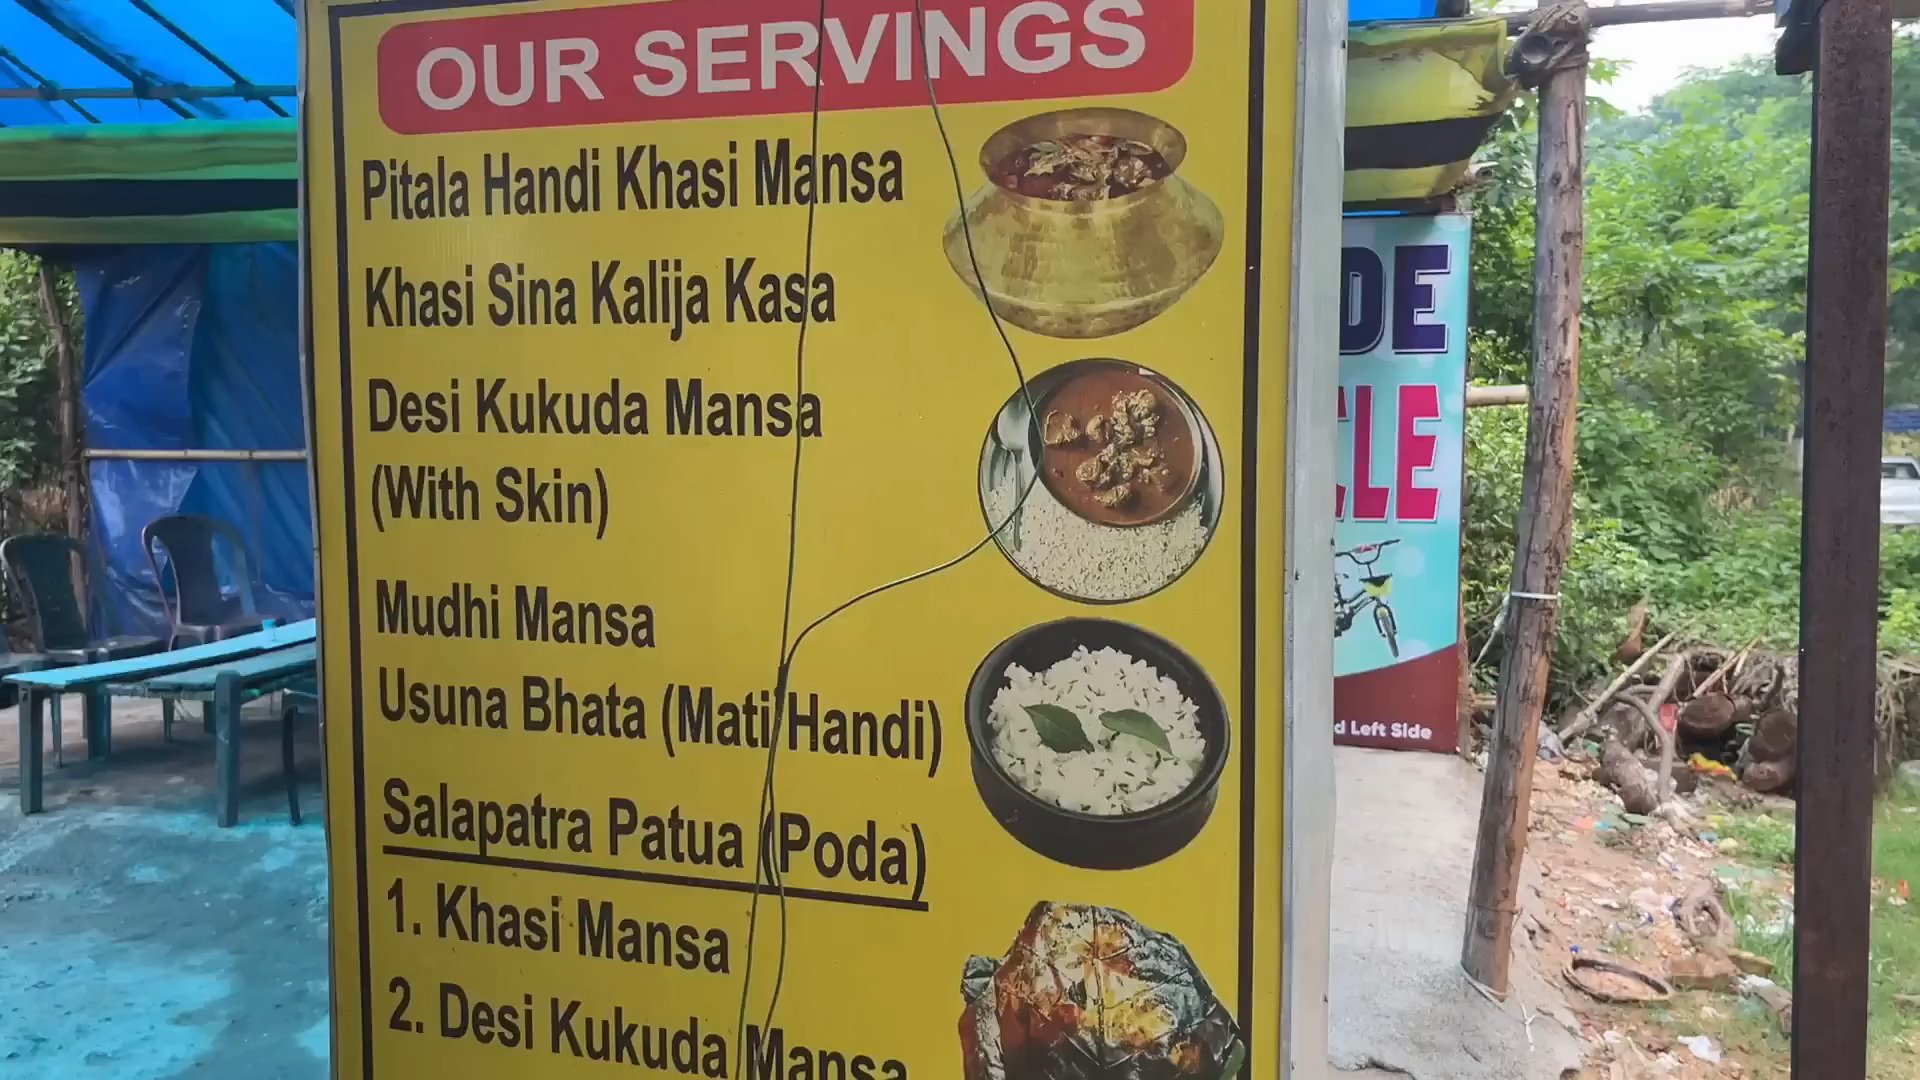 OUR SERVINGS
Pitala Handi Khasi Mansa
Khasi Sina Kalija Kasa
Desi Kukuda Mansa
(With Skin)
Mudhi Mansa
Usuna Bhata (Mati Handi)
Salapatra Patua (Poda)
1. Khasi Mansa
2. Desi Kukuda Mansa
DE
CLE
d Left Side